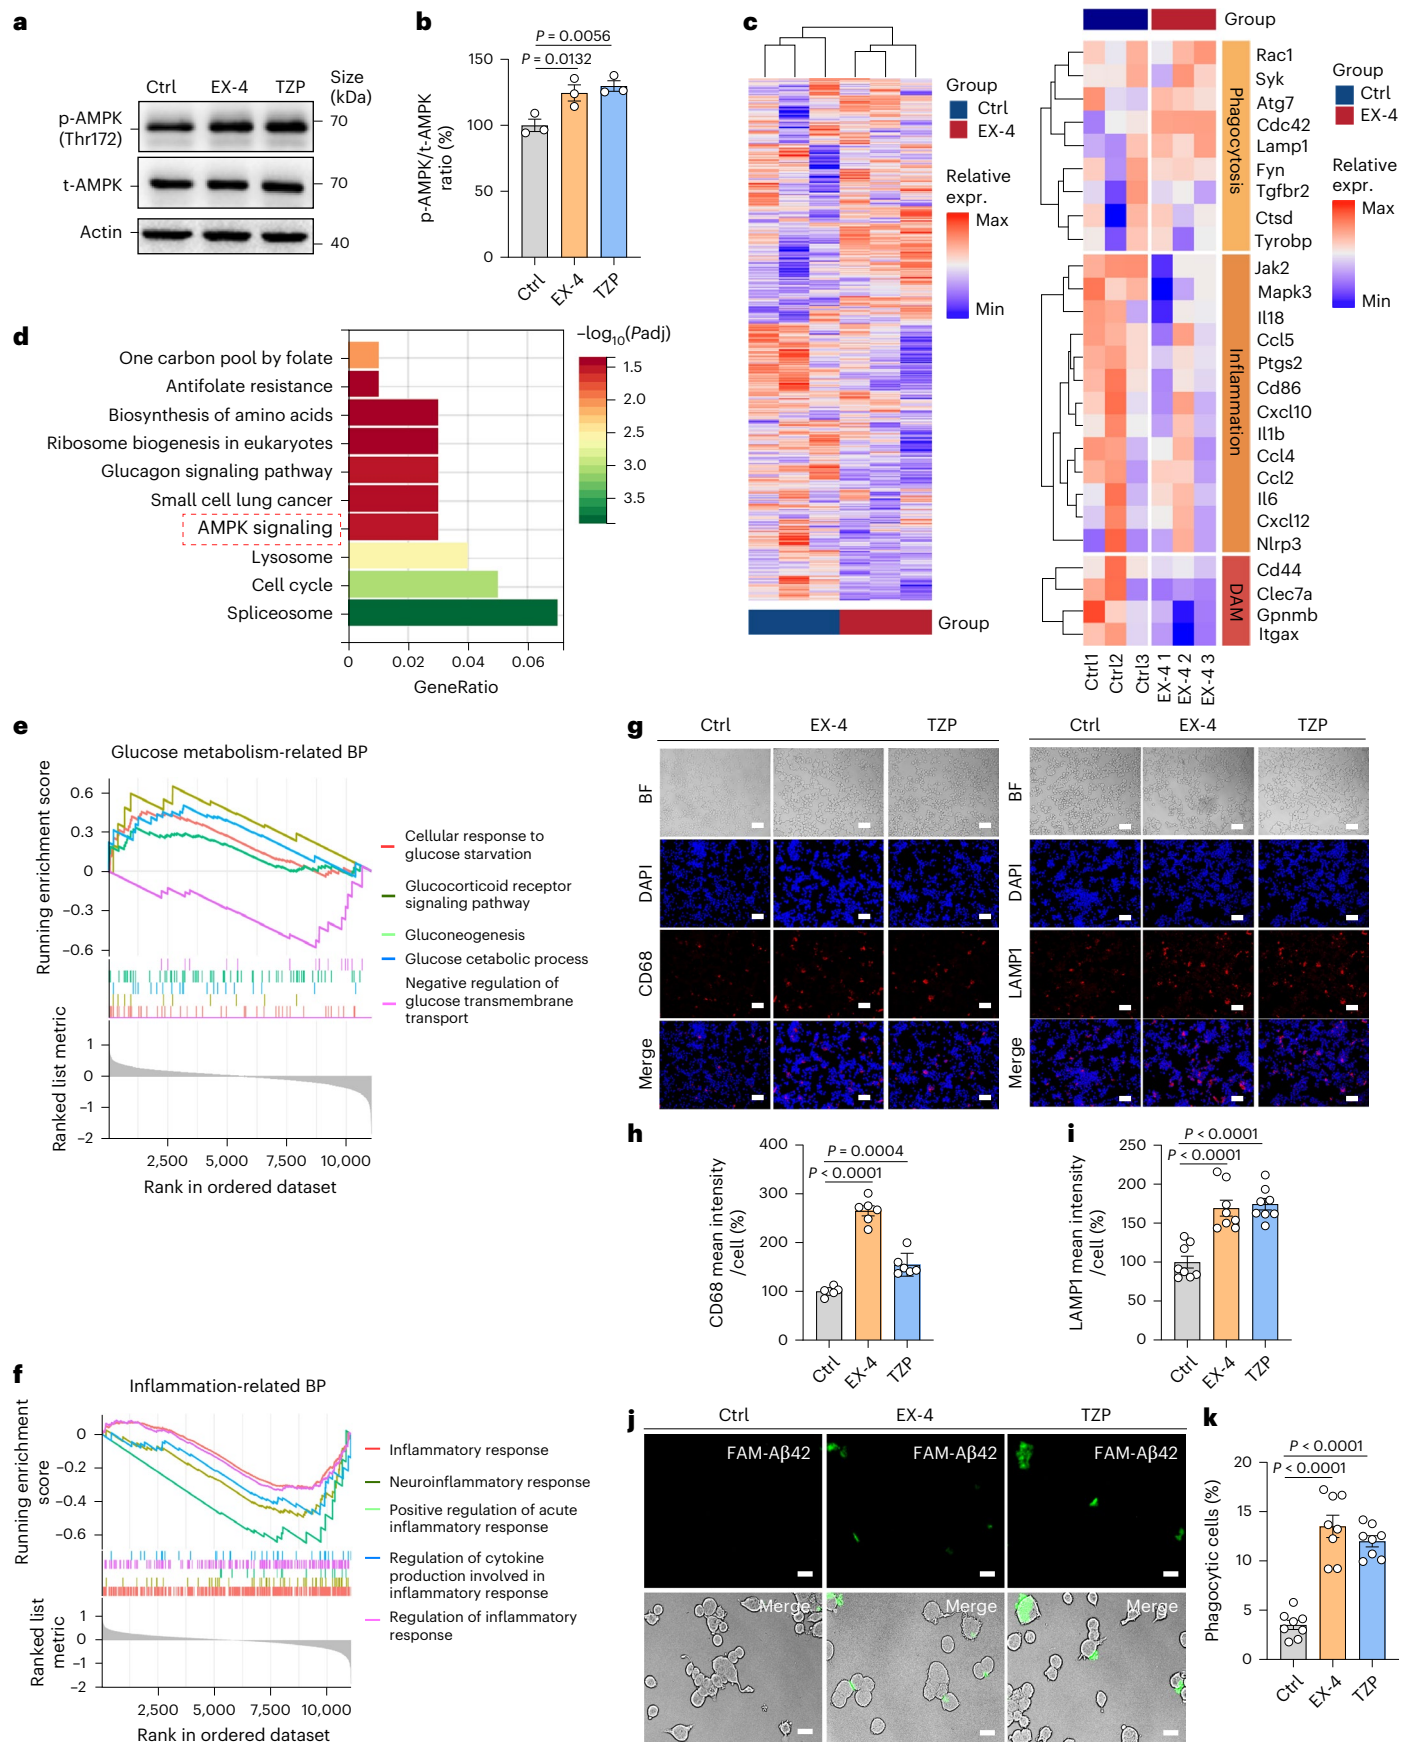 a
Ctrl
EX-4
TZP
Size
(kDa)
p-AMPK
(Thr172)
70
t-AMPK
70
Actin
40
b
P = 0.0056
P = 0.0132
150
100
50
0
p-AMPK/t-AMPK
ratio (%)
Ctrl
EX-4
TZP
c
Group
Ctrl
EX-4
Relative
expr.
Max
Min
Group
Group
Rac1
Syk
Atg7
Cdc42
Lamp1
Fyn
Tgfbr2
Ctsd
Tyrobp
Phagocytosis
Jak2
Mapk3
Il18
Ccl5
Ptgs2
Cd86
Cxcl10
Il1b
Ccl4
Ccl2
Il6
Cxcl12
Nlrp3
Inflammation
Cd44
Clec7a
Gpnmb
Itgax
DAM
Ctrl1
Ctrl2
Ctrl3
EX-4 1
EX-4 2
EX-4 3
Group
Ctrl
EX-4
Relative
expr.
Max
Min
d
One carbon pool by folate
Antifolate resistance
Biosynthesis of amino acids
Ribosome biogenesis in eukaryotes
Glucagon signaling pathway
Small cell lung cancer
AMPK signaling
Lysosome
Cell cycle
Spliceosome
0
0.02
0.04
0.06
GeneRatio
–log10(Padj)
1.5
2.0
2.5
3.0
3.5
e
Glucose metabolism-related BP
Running enrichment score
0.6
0.3
0
–0.3
–0.6
Ranked list metric
1
0
–1
–2
2,500
5,000
7,500
10,000
Rank in ordered dataset
Cellular response to
glucose starvation
Glucocorticoid receptor
signaling pathway
Gluconeogenesis
Glucose cetabolic process
Negative regulation of
glucose transmembrane
transport
f
Inflammation-related BP
Running enrichment
score
0
–0.2
–0.4
–0.6
Ranked list
metric
1
0
–1
–2
2,500
5,000
7,500
10,000
Rank in ordered dataset
Inflammatory response
Neuroinflammatory response
Positive regulation of acute
inflammatory response
Regulation of cytokine
production involved in
inflammatory response
Regulation of inflammatory
response
g
Ctrl
EX-4
TZP
BF
DAPI
CD68
Merge
Ctrl
EX-4
TZP
BF
DAPI
LAMP1
Merge
h
P = 0.0004
P < 0.0001
400
300
200
100
0
CD68 mean intensity
/cell (%)
Ctrl
EX-4
TZP
i
P < 0.0001
P < 0.0001
250
200
150
100
50
0
LAMP1 mean intensity
/cell (%)
Ctrl
EX-4
TZP
j
Ctrl
EX-4
TZP
FAM-Aβ42
FAM-Aβ42
FAM-Aβ42
Merge
Merge
Merge
k
P < 0.0001
P < 0.0001
20
15
10
5
0
Phagocytic cells (%)
Ctrl
EX-4
TZP